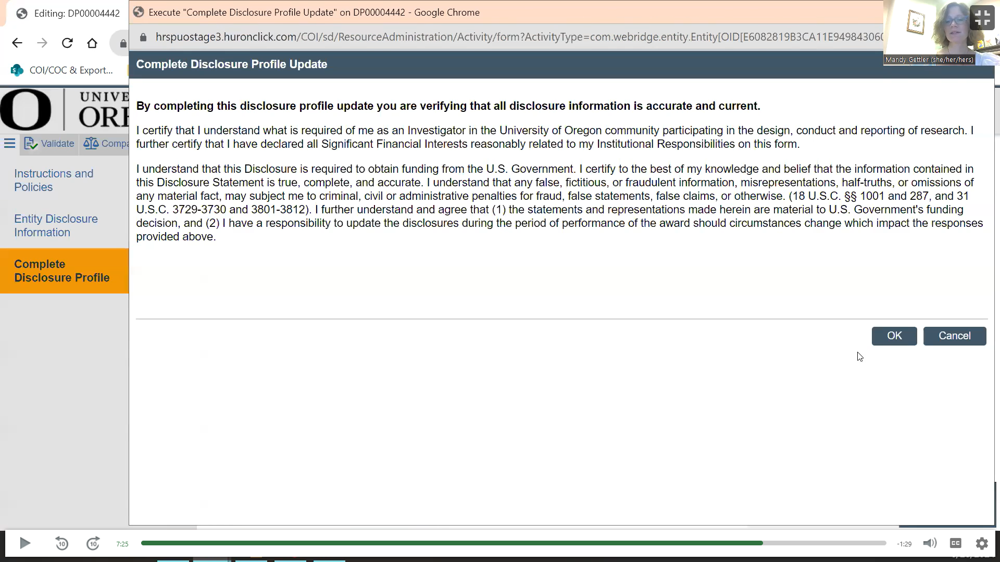 Editing: DP00004442
Execute "Complete Disclosure Profile Update" on DP00004442 - Google Chrome
hrspuostage3.huronclick.com/COI/sd/ResourceAdministration/Activity/form?ActivityType=com.webridge.entity.Entity[OID[E6082819B3CA11E94984306
COI/COC & Export...
Mandy Gettler (she/her/hers)
Complete Disclosure Profile Update
UNIVE
ORE
Validate
Compa
Instructions and
Policies
Entity Disclosure
Information
Complete
Disclosure Profile
By completing this disclosure profile update you are verifying that all disclosure information is accurate and current.
I certify that I understand what is required of me as an Investigator in the University of Oregon community participating in the design, conduct and reporting of research. I
further certify that I have declared all Significant Financial Interests reasonably related to my Institutional Responsibilities on this form.
I understand that this Disclosure is required to obtain funding from the U.S. Government. I certify to the best of my knowledge and belief that the information contained in
this Disclosure Statement is true, complete, and accurate. I understand that any false, fictitious, or fraudulent information, misrepresentations, half-truths, or omissions of
any material fact, may subject me to criminal, civil or administrative penalties for fraud, false statements, false claims, or otherwise. (18 U.S.C. §§ 1001 and 287, and 31
U.S.C. 3729-3730 and 3801-3812). I further understand and agree that (1) the statements and representations made herein are material to U.S. Government's funding
decision, and (2) I have a responsibility to update the disclosures during the period of performance of the award should circumstances change which impact the responses
provided above.
OK
Cancel
10
10
7:25
-1:29
CC